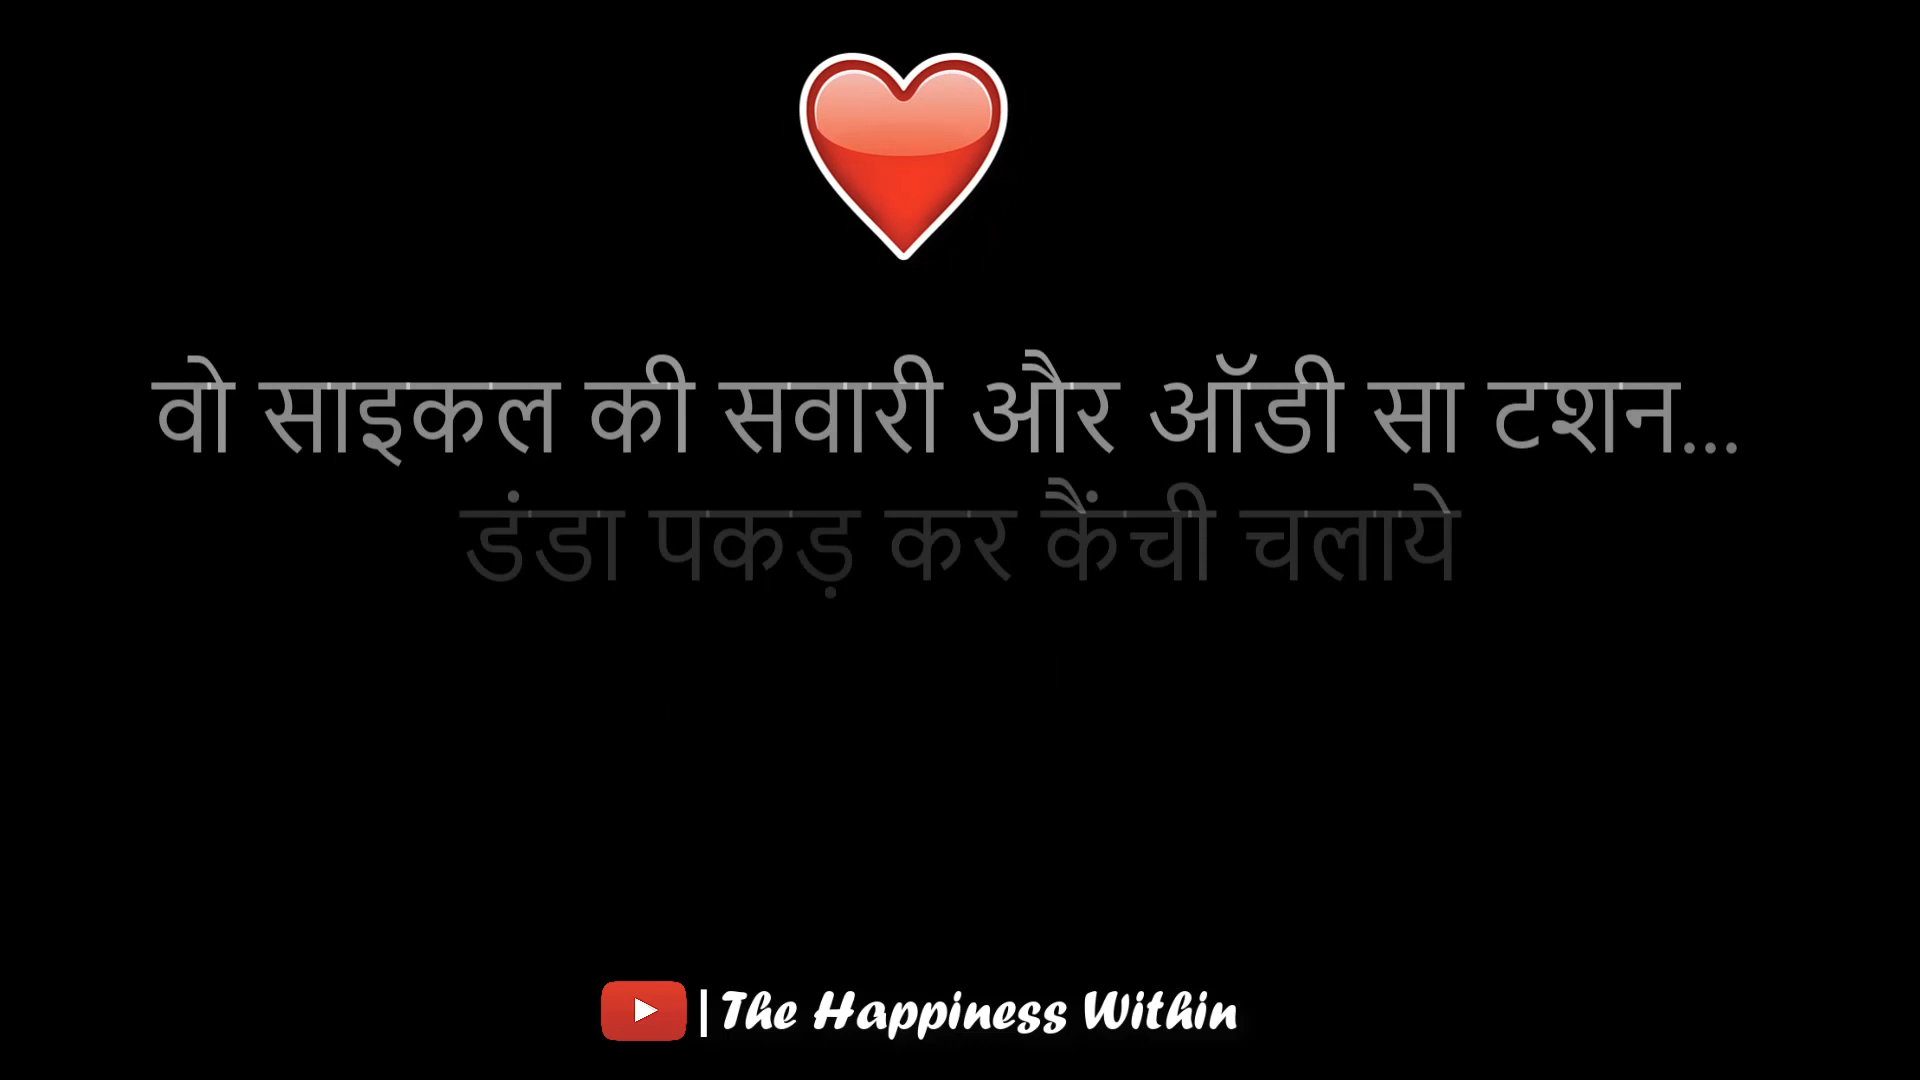 वो साइकल की सवारी और ऑडी सा टशन...
डंडा पकड़ कर कैंची चलाये
| The Happiness Within